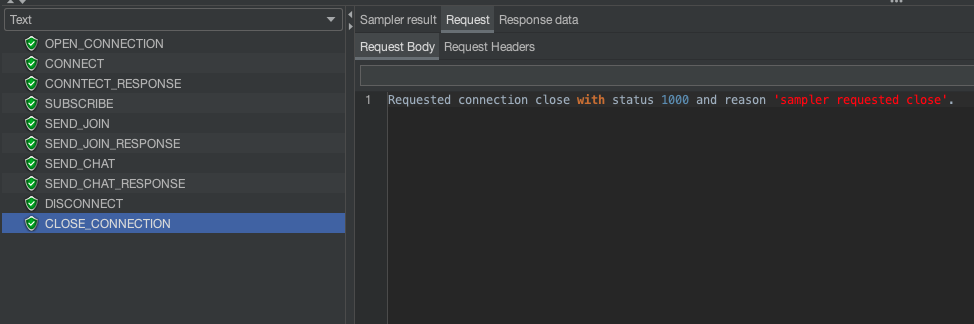 Text
OPEN_CONNECTION
CONNECT
CONNTECT_RESPONSE
SUBSCRIBE
SEND_JOIN
SEND_JOIN_RESPONSE
SEND_CHAT
SEND_CHAT_RESPONSE
DISCONNECT
CLOSE_CONNECTION
Sampler result Request Response data
Request Body Request Headers
1 Requested connection close with status 1000 and reason 'sampler requested close'.